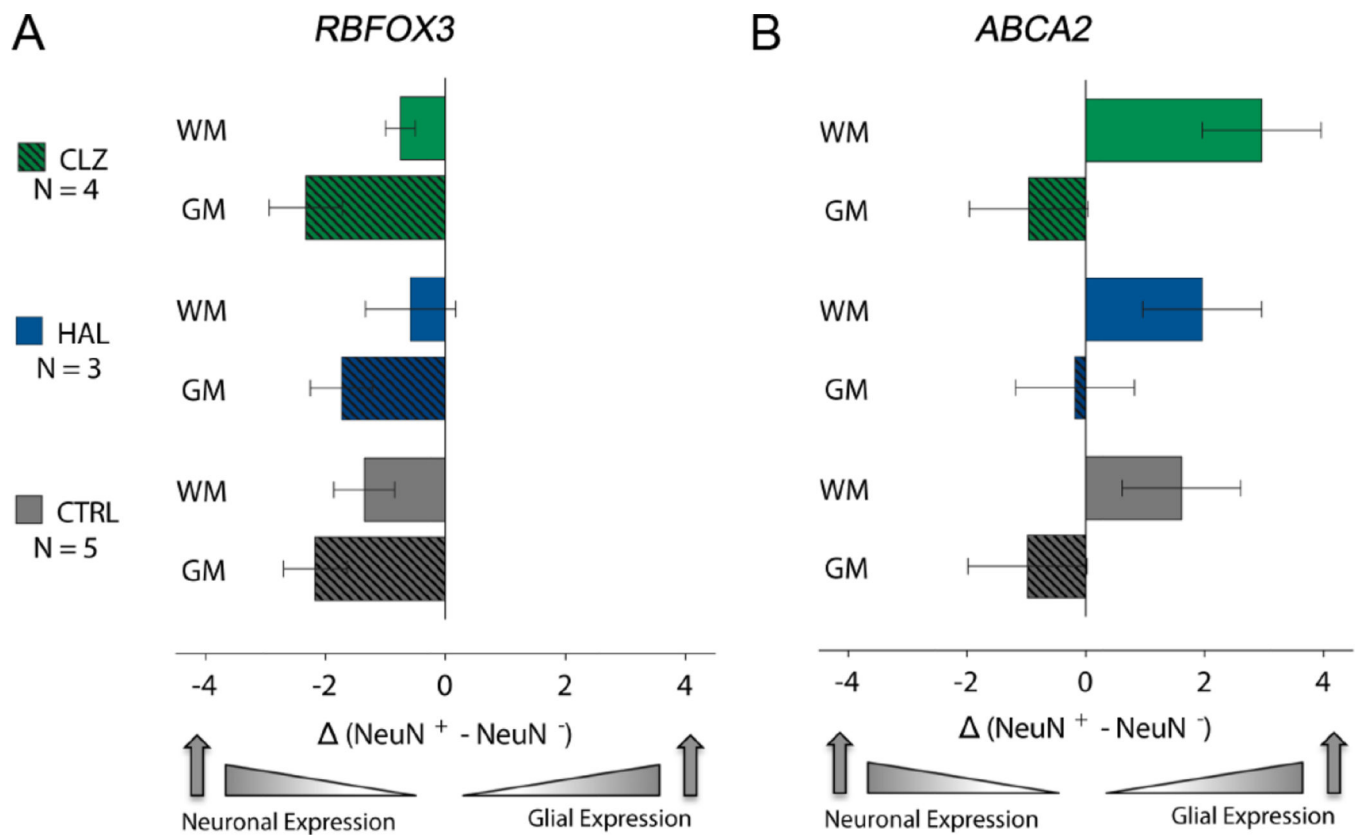 A
RBFOX3
CLZ
N = 4
HAL
N = 3
CTRL
N = 5
WM
GM
WM
GM
WM
GM
-4 -2 0 2 4
Δ (NeuN + - NeuN -)
Neuronal Expression
Glial Expression
B
ABCA2
WM
GM
WM
GM
WM
GM
-4 -2 0 2 4
Δ (NeuN + - NeuN -)
Neuronal Expression
Glial Expression